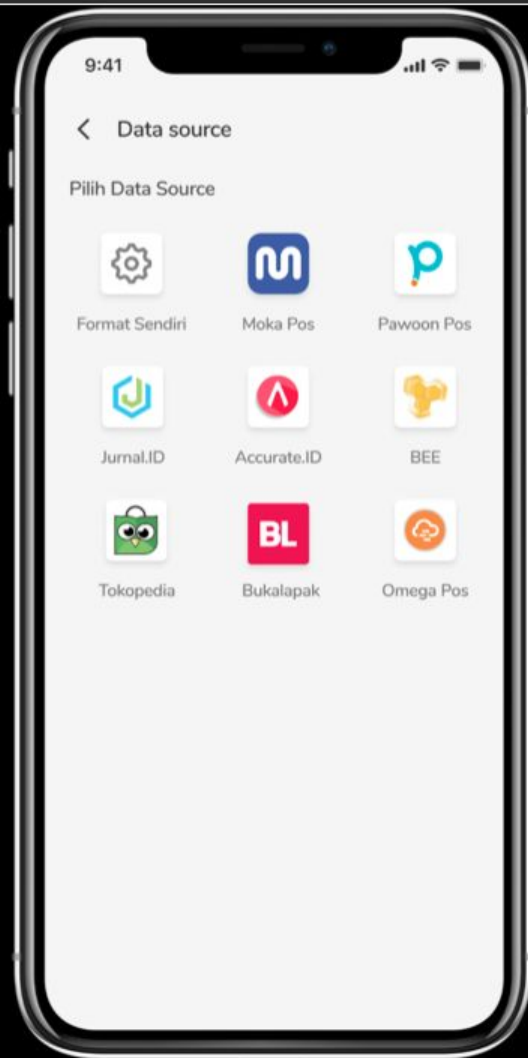 9:41
Data source
Pilih Data Source
Format Sendiri
Moka Pos
Pawoon Pos
Jurnal.ID
Accurate.ID
BEE
BL
Tokopedia
Bukalapak
Omega Pos